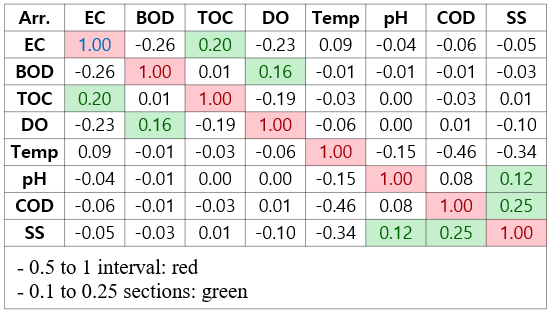 Arr. EC BOD TOC DO Temp pH COD SS
EC 1.00 -0.26 0.20 -0.23 0.09 -0.04 -0.06 -0.05
BOD -0.26 1.00 0.01 0.16 -0.01 -0.01 -0.01 -0.03
TOC 0.20 0.01 1.00 -0.19 -0.03 0.00 -0.03 0.01
DO -0.23 0.16 -0.19 1.00 -0.06 0.00 0.01 -0.10
Temp 0.09 -0.01 -0.03 -0.06 1.00 -0.15 -0.46 -0.34
pH -0.04 -0.01 0.00 0.00 -0.15 1.00 0.08 0.12
COD -0.06 -0.01 -0.03 0.01 -0.46 0.08 1.00 0.25
SS -0.05 -0.03 0.01 -0.10 -0.34 0.12 0.25 1.00
- 0.5 to 1 interval: red
- 0.1 to 0.25 sections: green